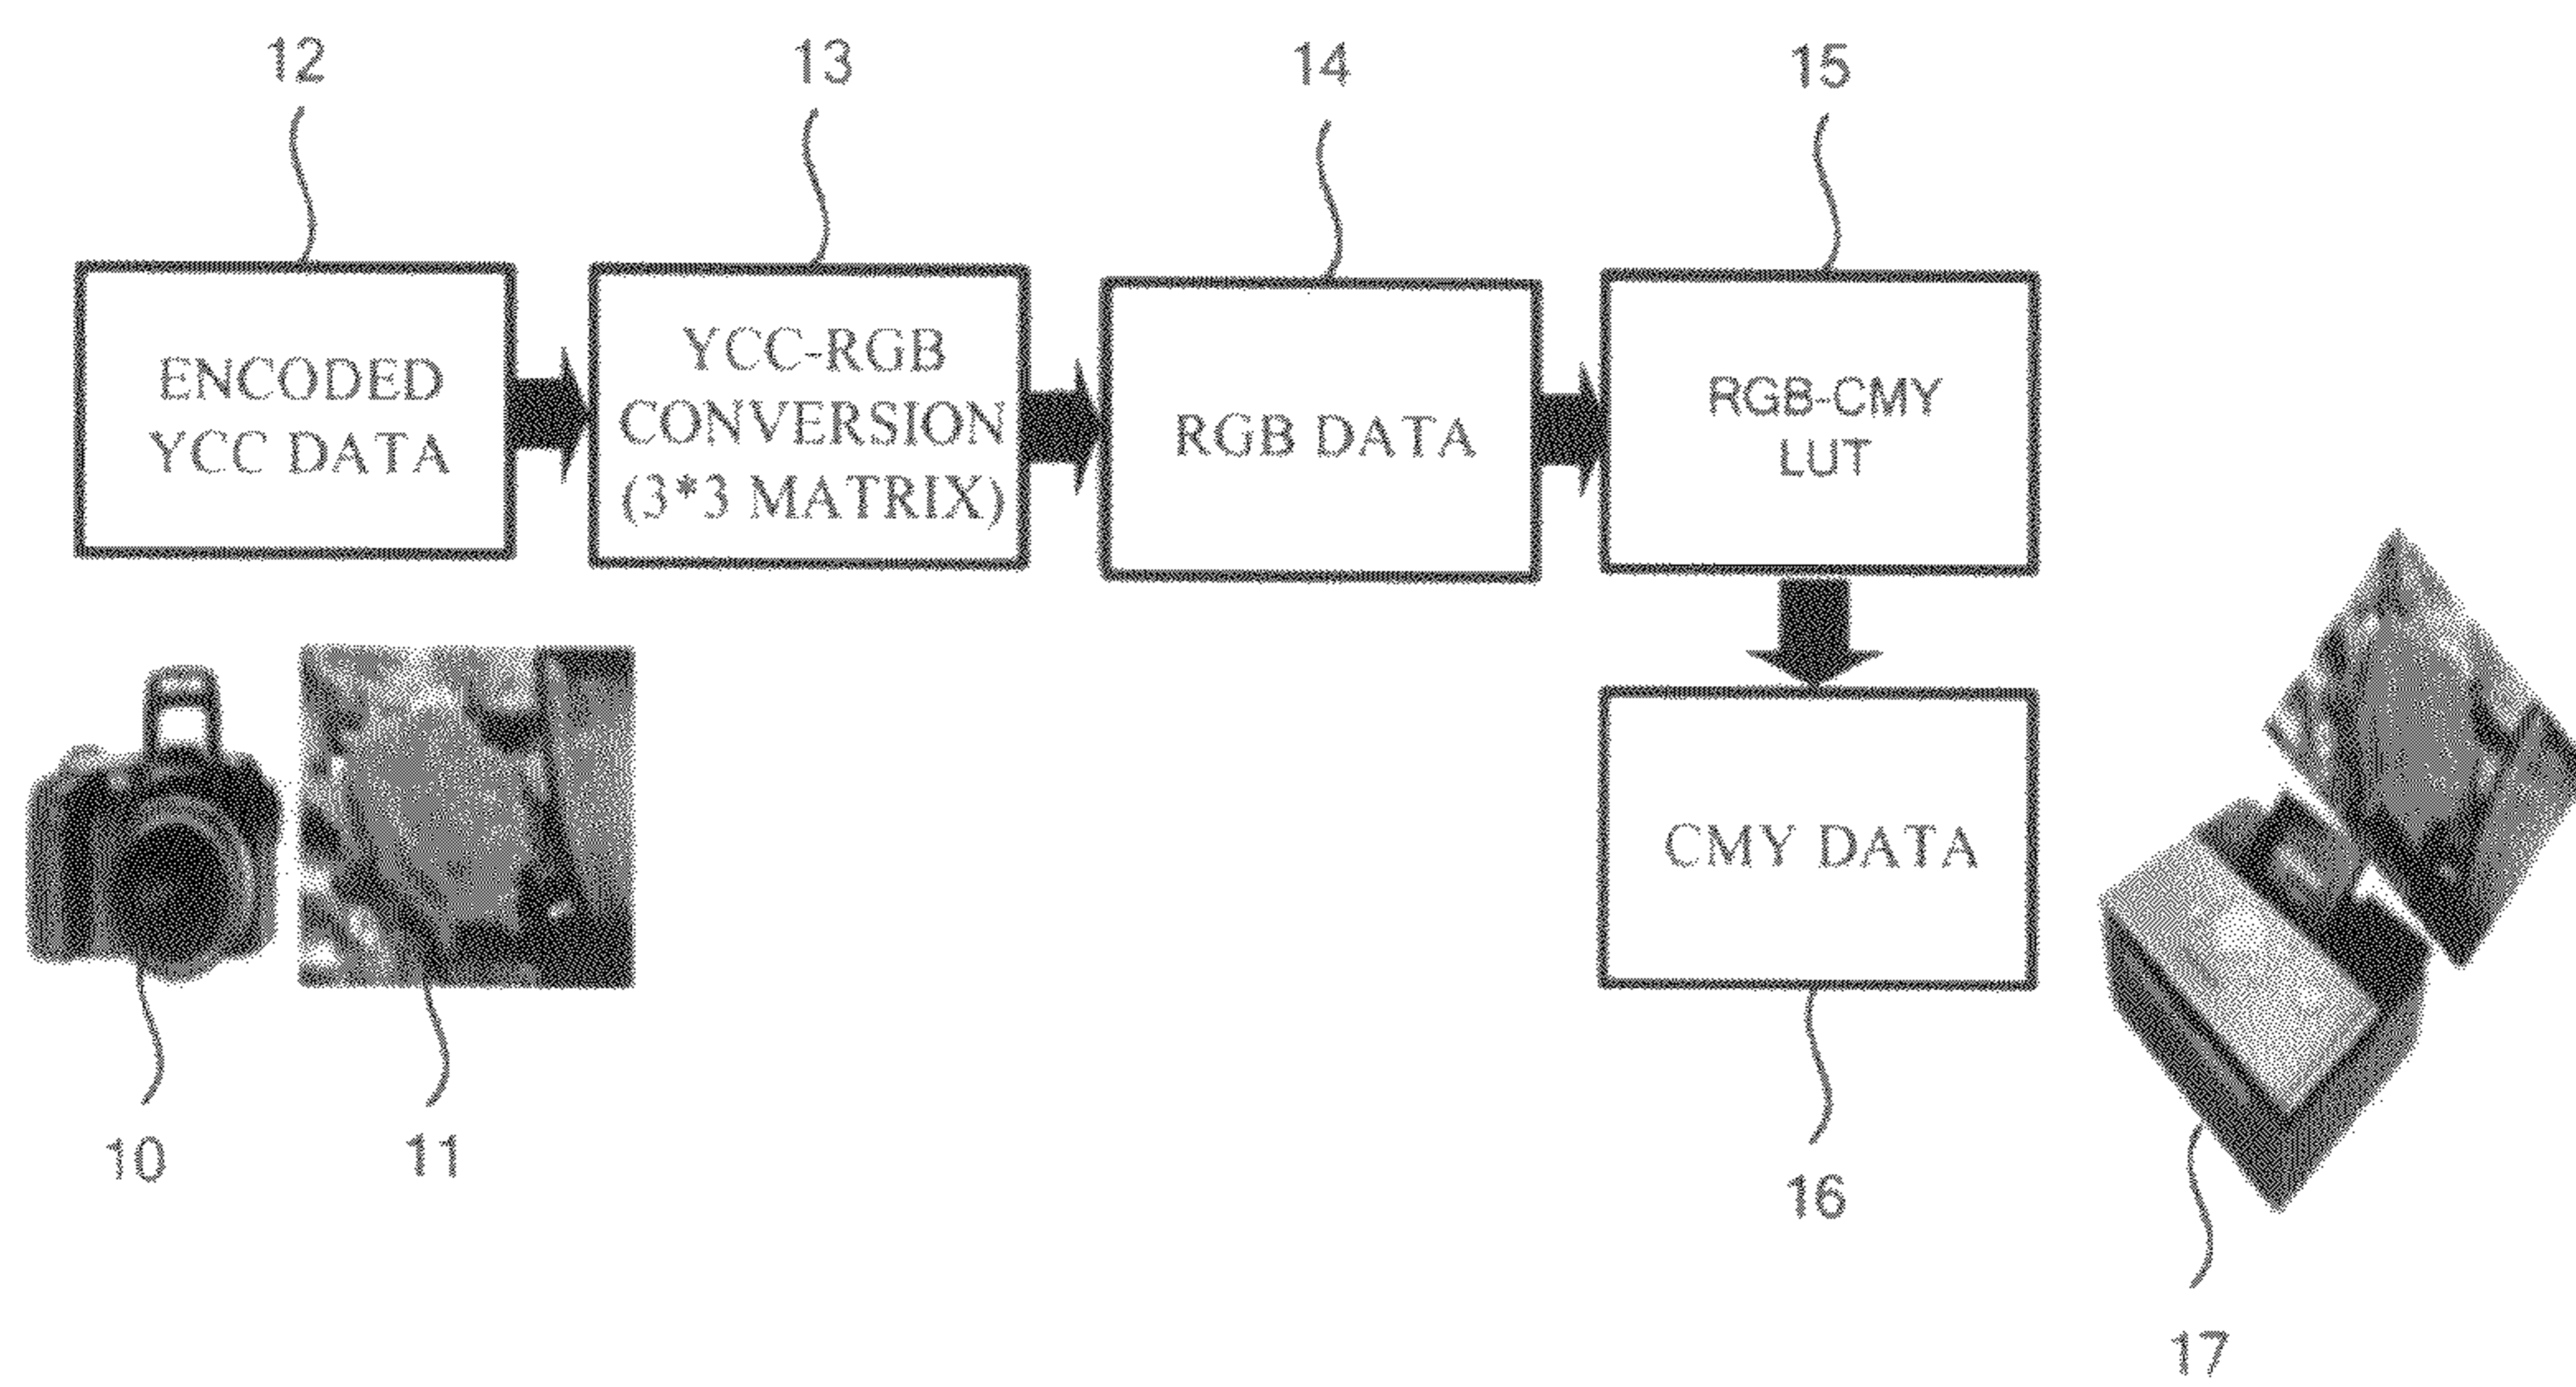 12
13
14
15
ENCODED
YCC DATA
YCC-RGB
CONVERSION
(3*3 MATRIX)
RGB DATA
RGB-CMY
LUT
CMY DATA
10
11
16
17